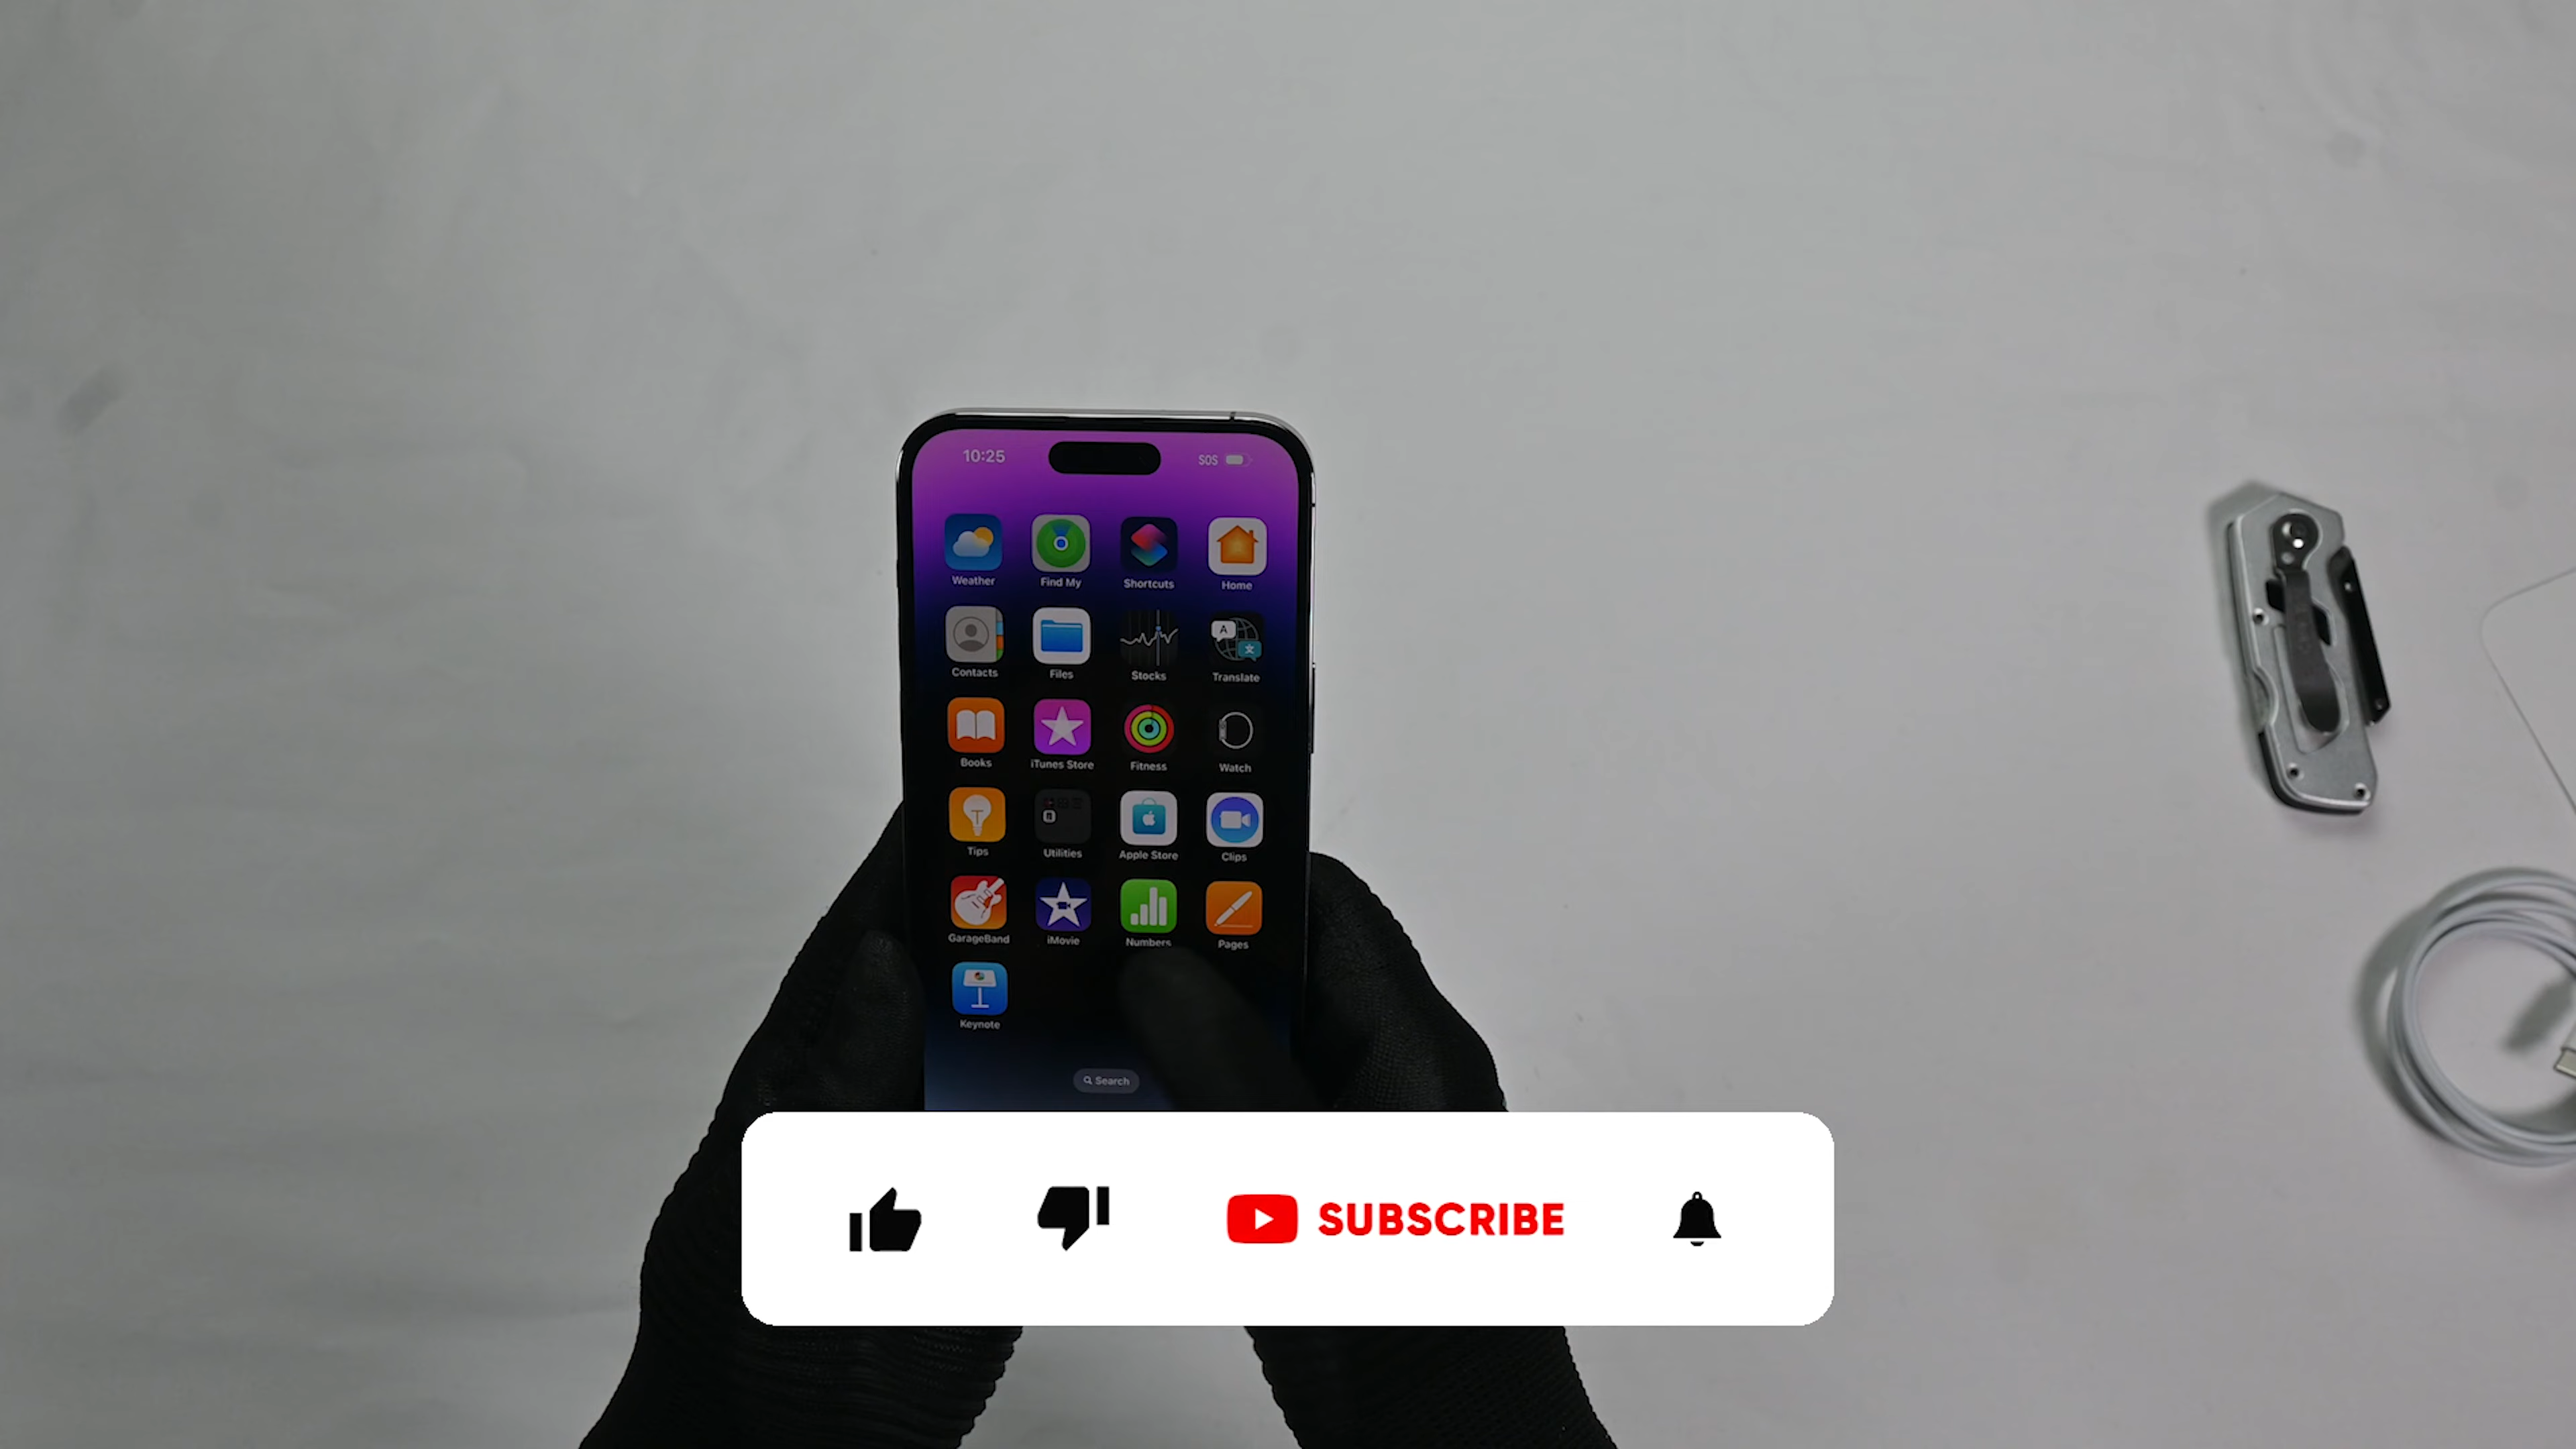 10:25 SOS
Weather Find My Shortcuts Home
Contacts Files Stocks Translate
Books iTunes Store Fitness Watch
Tips Utilities Apple Store Clips
GarageBand iMovie Numbers Pages
Keynote
Search
SUBSCRIBE